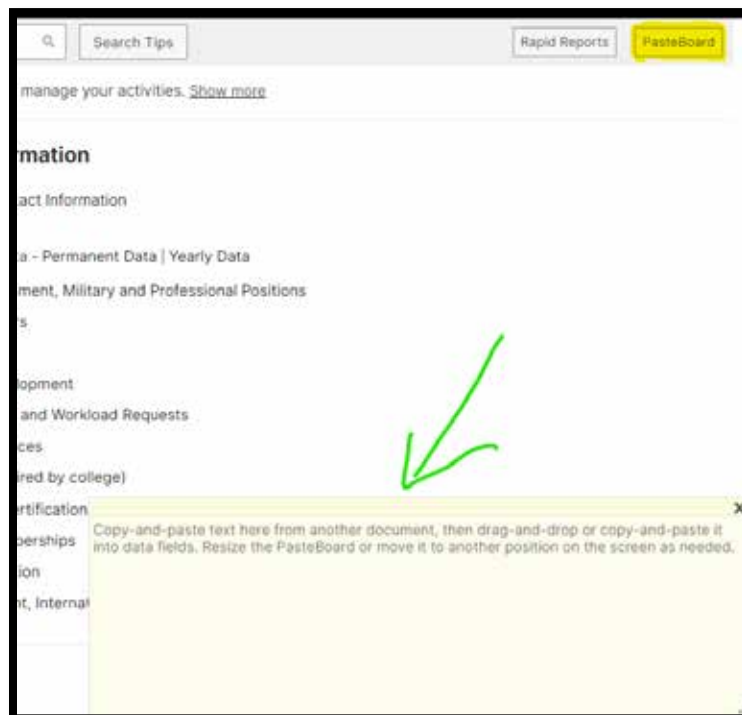 Search Tips
Rapid Reports
PasteBoard
manage your activities. Show more
rmation
act Information
a - Permanent Data | Yearly Data
ment, Military and Professional Positions
rs
lopment
and Workload Requests
ces
ired by college)
ertification
perships
ion
nt, Internat
X
Copy-and-paste text here from another document, then drag-and-drop or copy-and-paste it
into data fields. Resize the PasteBoard or move it to another position on the screen as needed.